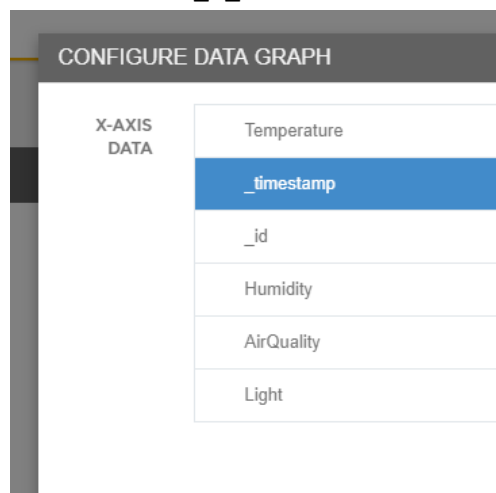 CONFIGURE DATA GRAPH
X-AXIS
DATA
Temperature
_timestamp
_id
Humidity
AirQuality
Light